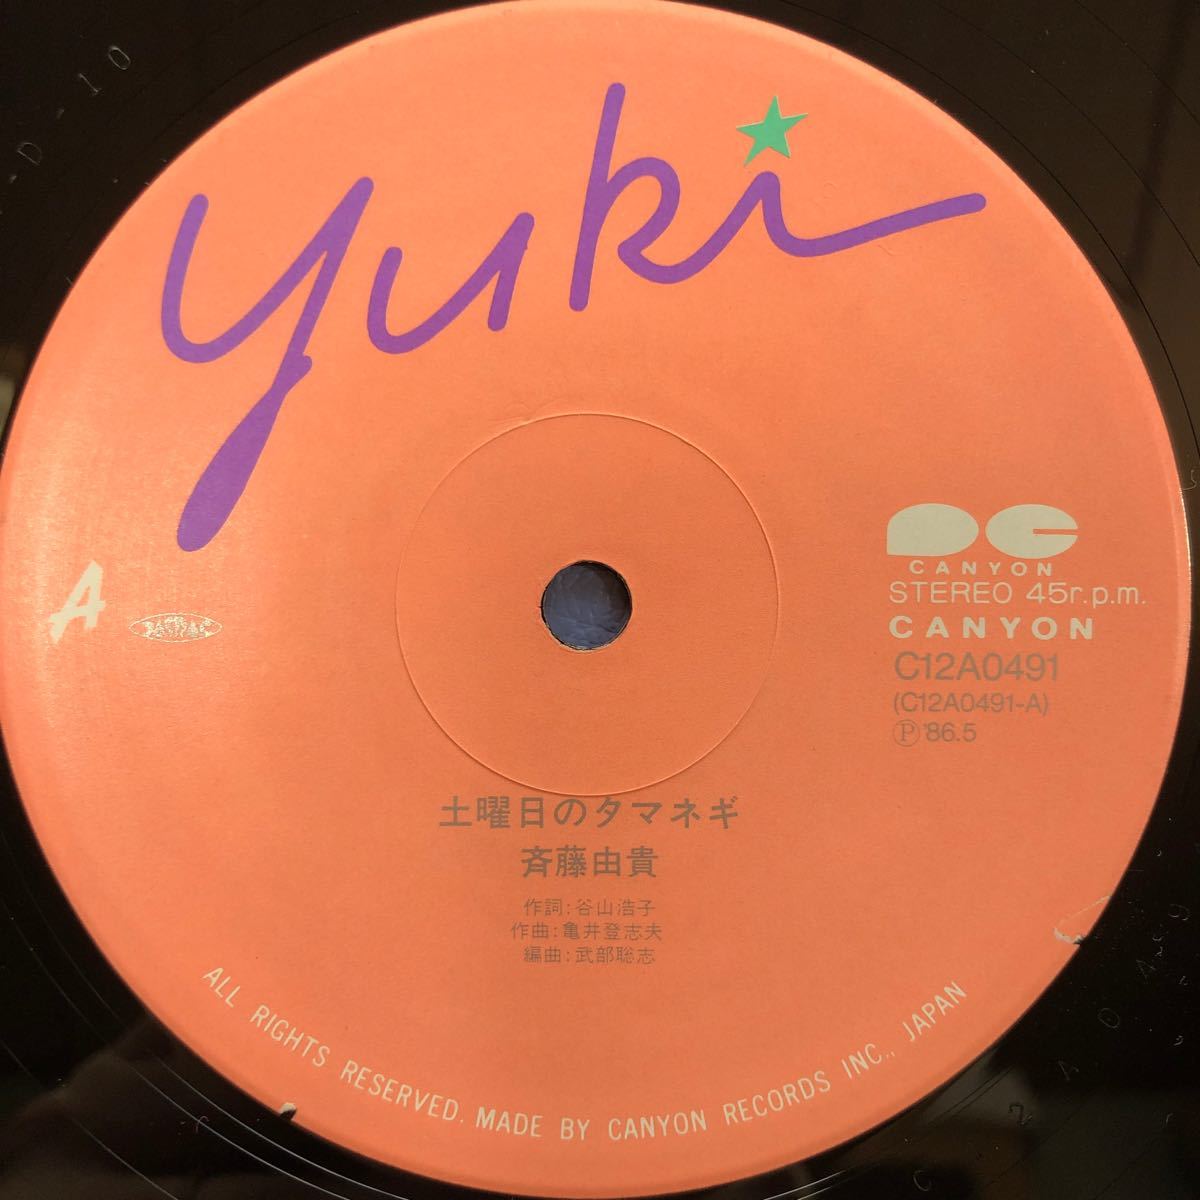 yuki
A
CANYON
STEREO 45r.p.m.
CANYON
C12A0491
(C12A0491-A)
Ⓟ'86.5
土曜日のタマネギ
斉藤由貴
作詞:谷山浩子
作曲:亀井登志夫
編曲:武部聡志
ALL RIGHTS RESERVED. MADE BY CANYON RECORDS INC., JAPAN